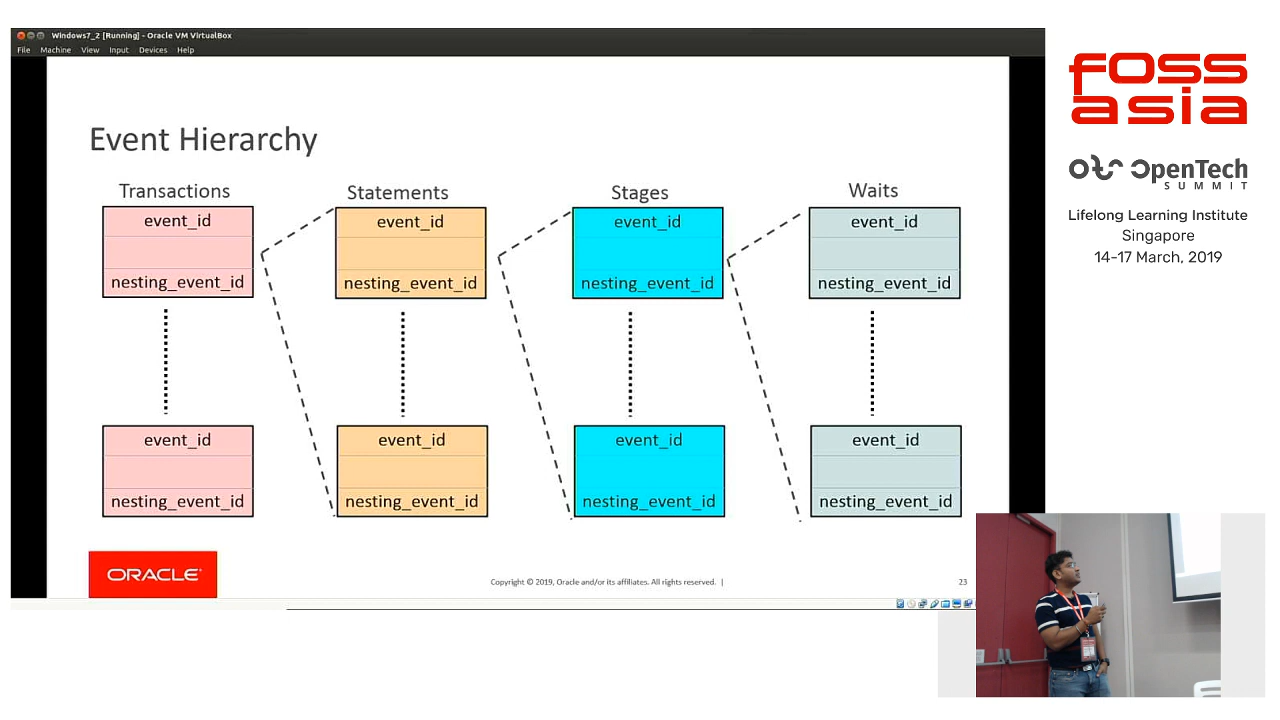 Windows7_2 [Running] - Oracle VM VirtualBox
File Machine View Input Devices Help
Event Hierarchy
Transactions
Statements
Stages
Waits
event_id
event_id
event_id
event_id
nesting_event_id
nesting_event_id
nesting_event_id
nesting_event_id
event_id
event_id
event_id
event_id
nesting_event_id
nesting_event_id
nesting_event_id
nesting_event_id
ORACLE
Copyright © 2019, Oracle and/or its affiliates. All rights reserved. |
23
FOSS
asia
OpenTech
SUMMIT
Lifelong Learning Institute
Singapore
14-17 March, 2019